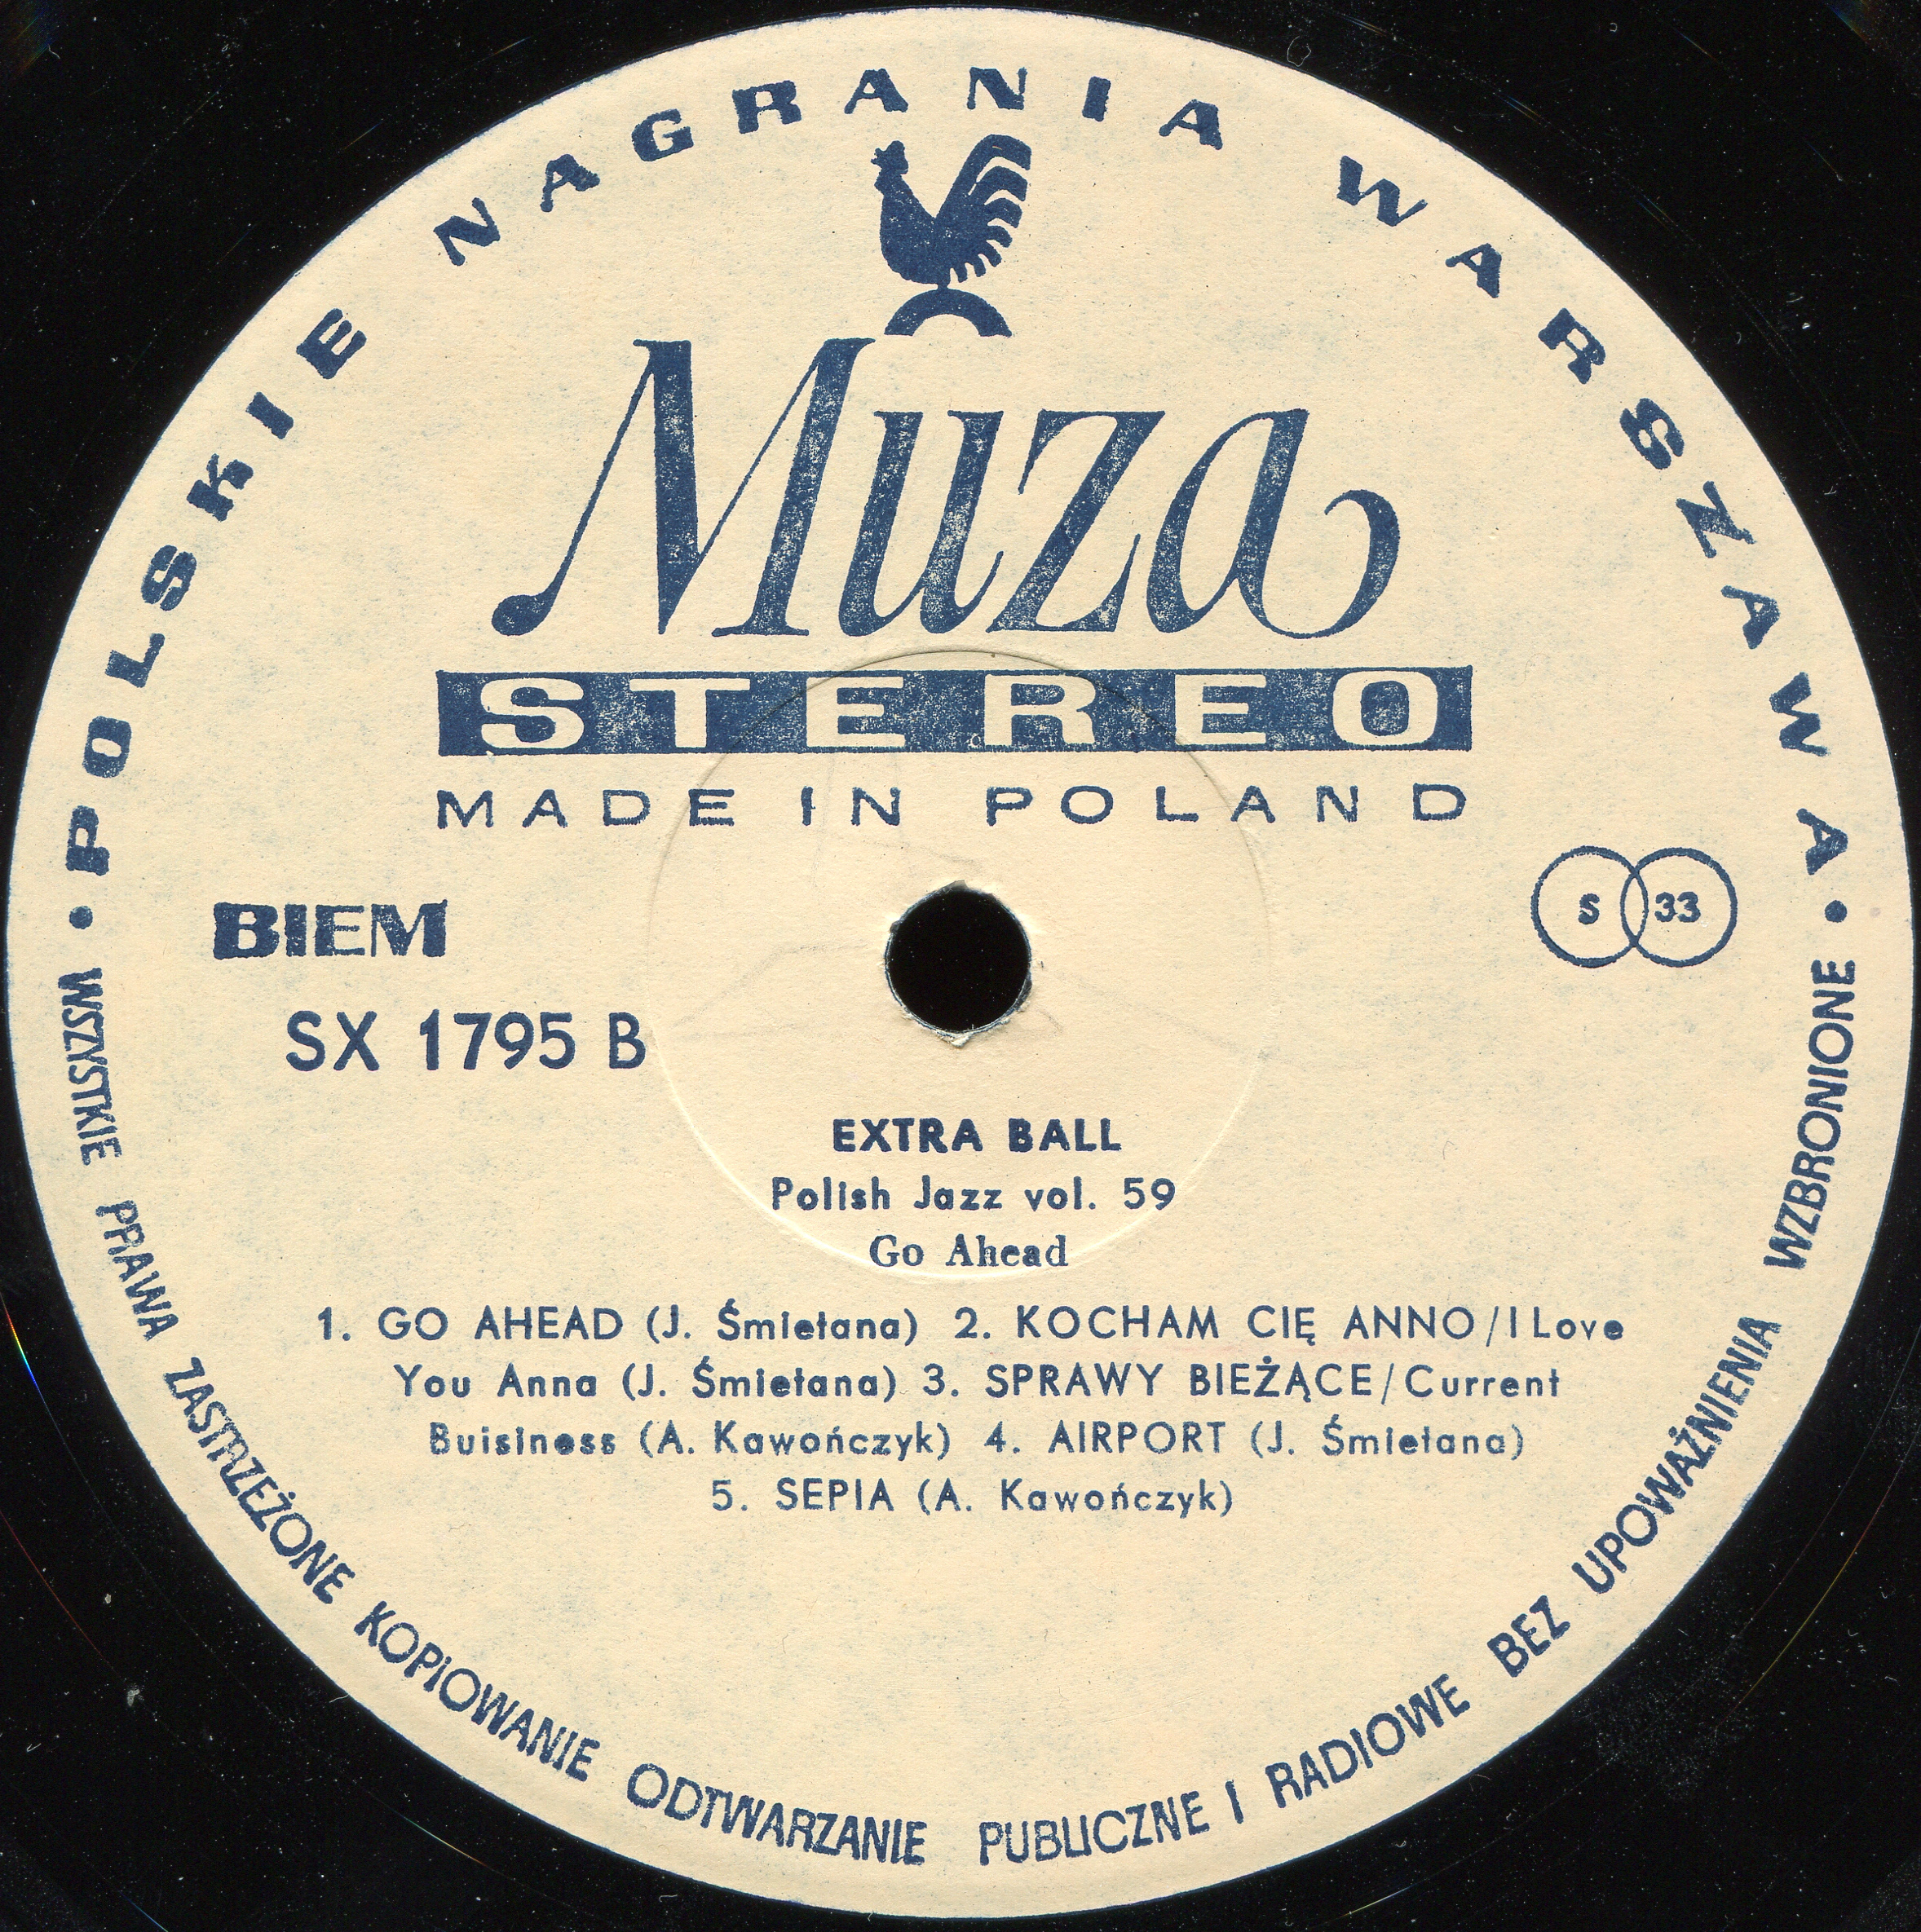 • POLSKIE NAGRANIA WARSZAWA •
Muza
STEREO
MADE IN POLAND
BIEM
S 33
SX 1795 B
EXTRA BALL
Polish Jazz vol. 59
Go Ahead
1. GO AHEAD (J. Śmietana) 2. KOCHAM CIĘ ANNO/I Love
You Anna (J. Śmietana) 3. SPRAWY BIEŻĄCE/Current
Buisiness (A. Kawończyk) 4. AIRPORT (J. Śmietana)
5. SEPIA (A. Kawończyk)
WSZYSTKIE PRAWA ZASTRZEŻONE KOPIOWANIE ODTWARZANIE PUBLICZNE I RADIOWE BEZ UPOWAŻNIENIA WZBRONIONE